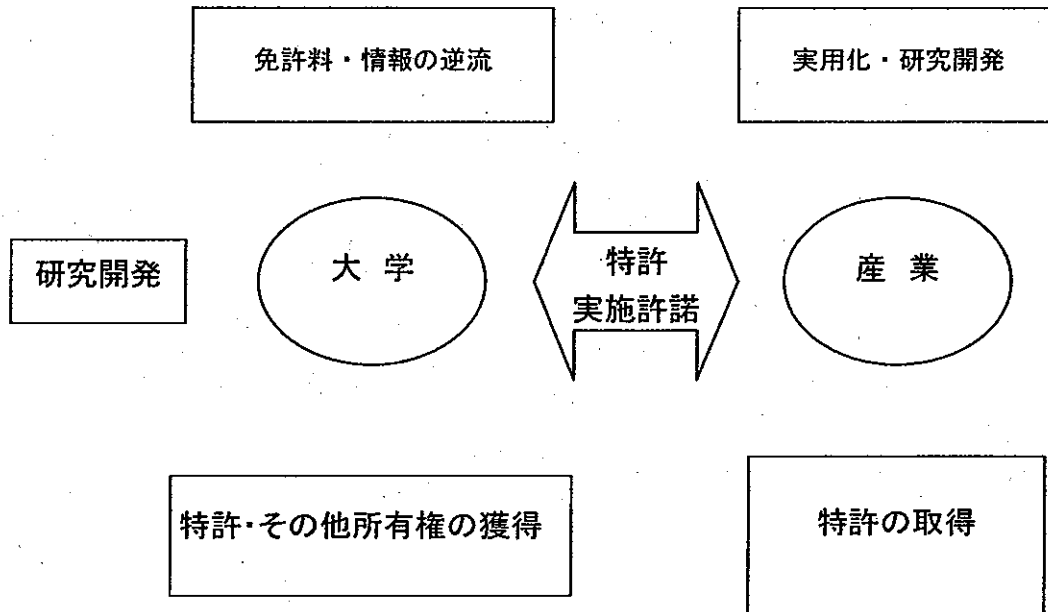 免許料・情報の逆流
実用化・研究開発
研究開発
大 学
特許
実施許諾
産 業
特許・その他所有権の獲得
特許の取得